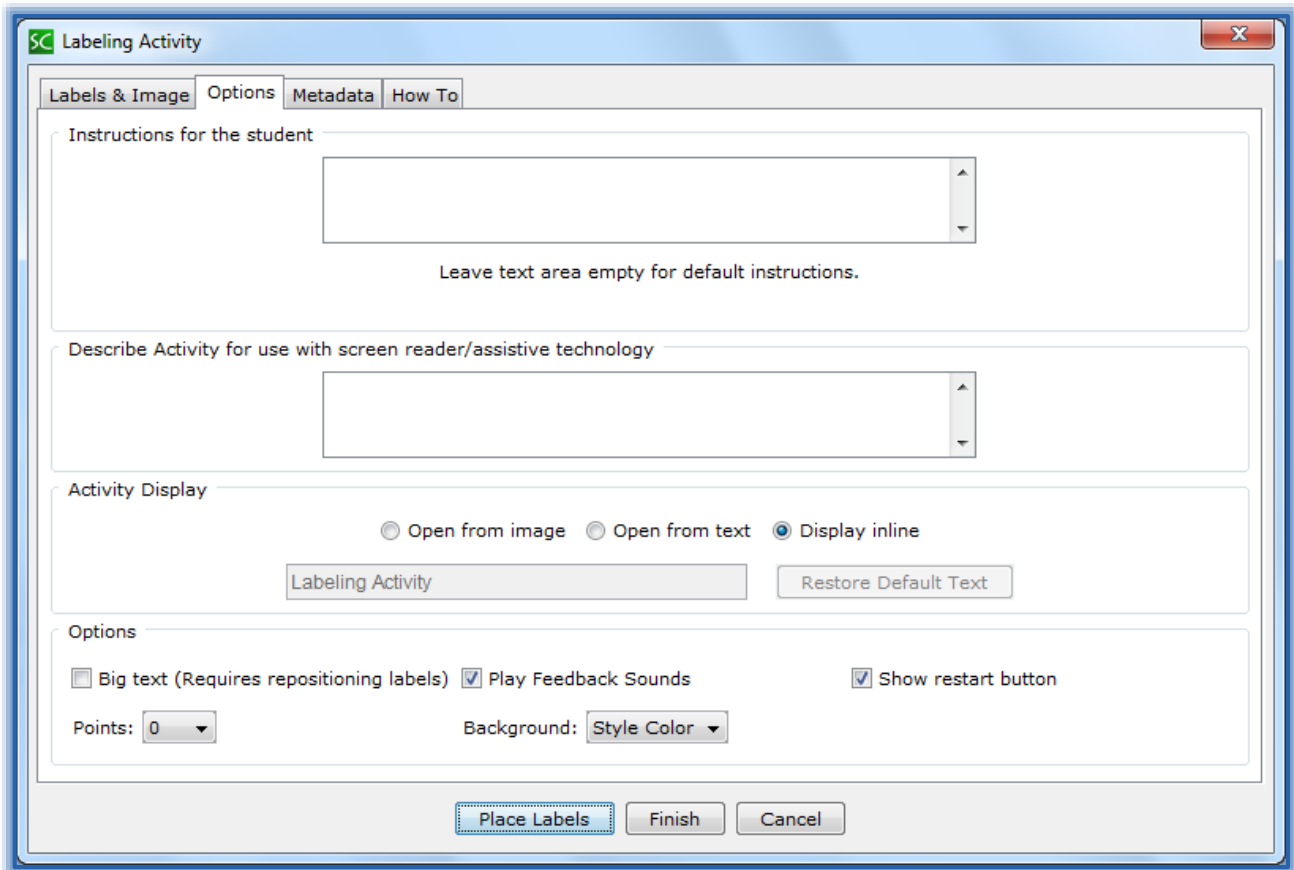 SC Labeling Activity X
Labels & Image Options Metadata How To
Instructions for the student
Leave text area empty for default instructions.
Describe Activity for use with screen reader/assistive technology
Activity Display
Open from image Open from text Display inline
Labeling Activity Restore Default Text
Options
Big text (Requires repositioning labels) Play Feedback Sounds Show restart button
Points: 0 Background: Style Color
Place Labels Finish Cancel